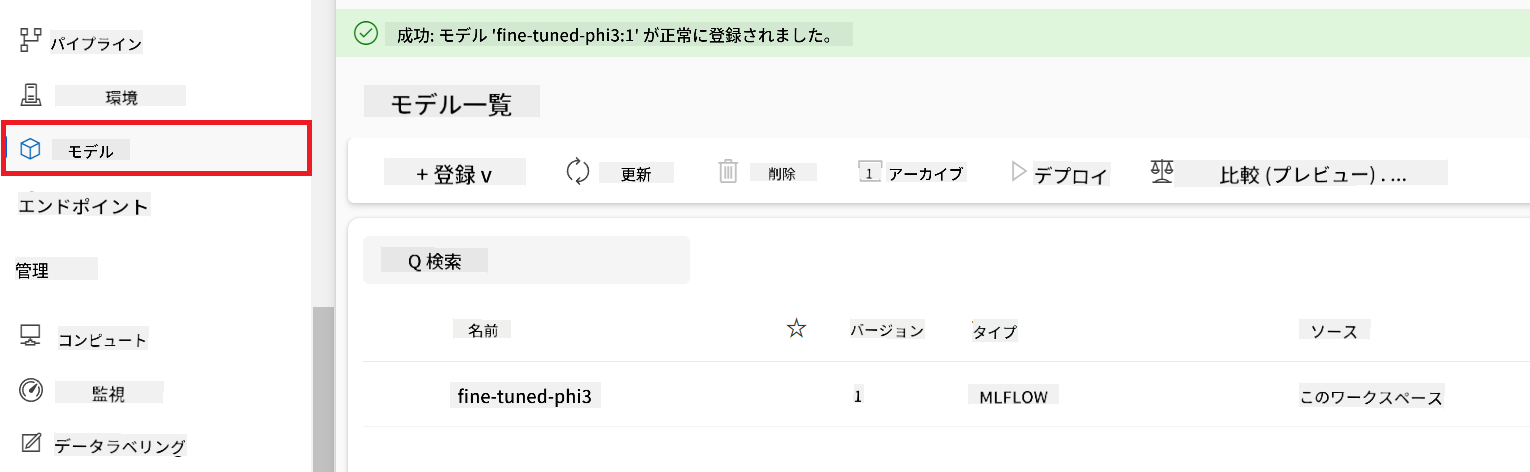 パイプライン
環境
モデル
エンドポイント
管理
コンピュート
監視
データラベリング
成功: モデル 'fine-tuned-phi3:1' が正常に登録されました。
モデル一覧
+ 登録 v
更新
削除
1 アーカイブ
デプロイ
比較 (プレビュー) . ...
Q 検索
名前
バージョン
タイプ
ソース
fine-tuned-phi3
1
MLFLOW
このワークスペース